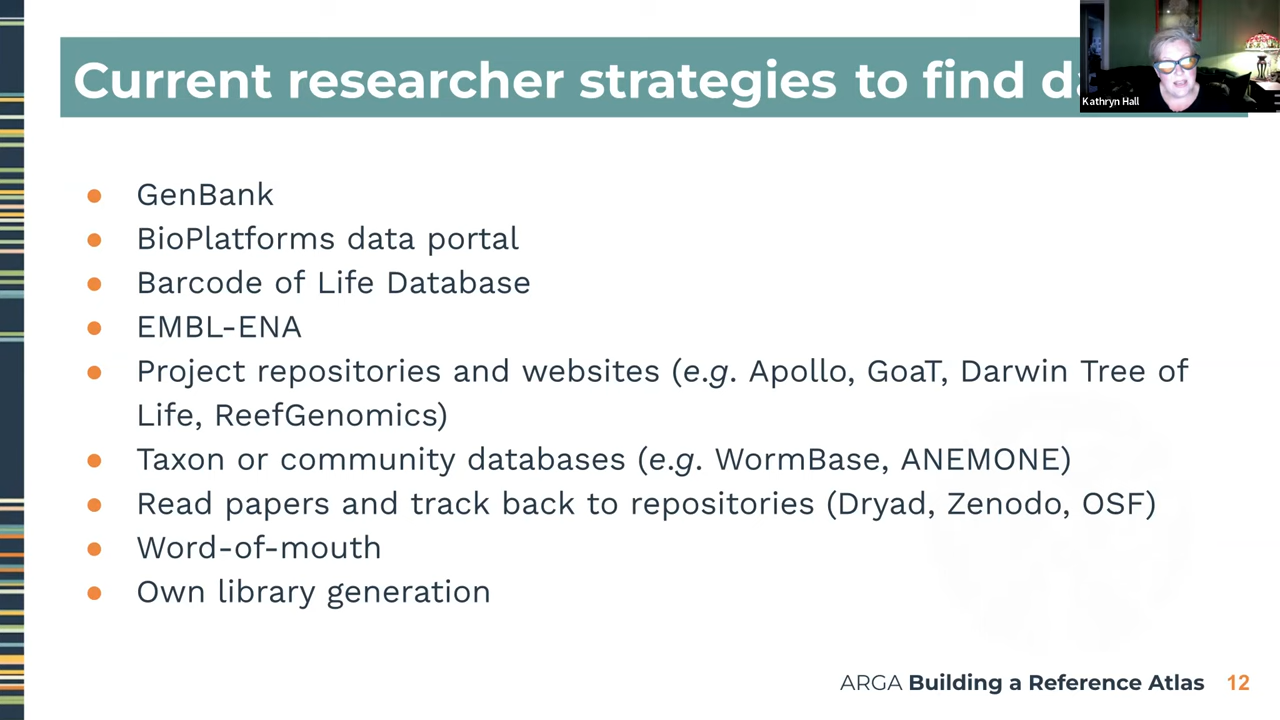 Current researcher strategies to find
Kathryn Hall
● GenBank
● BioPlatforms data portal
● Barcode of Life Database
● EMBL-ENA
● Project repositories and websites (e.g. Apollo, GoaT, Darwin Tree of
Life, ReefGenomics)
● Taxon or community databases (e.g. WormBase, ANEMONE)
● Read papers and track back to repositories (Dryad, Zenodo, OSF)
● Word-of-mouth
● Own library generation
ARGA Building a Reference Atlas 12